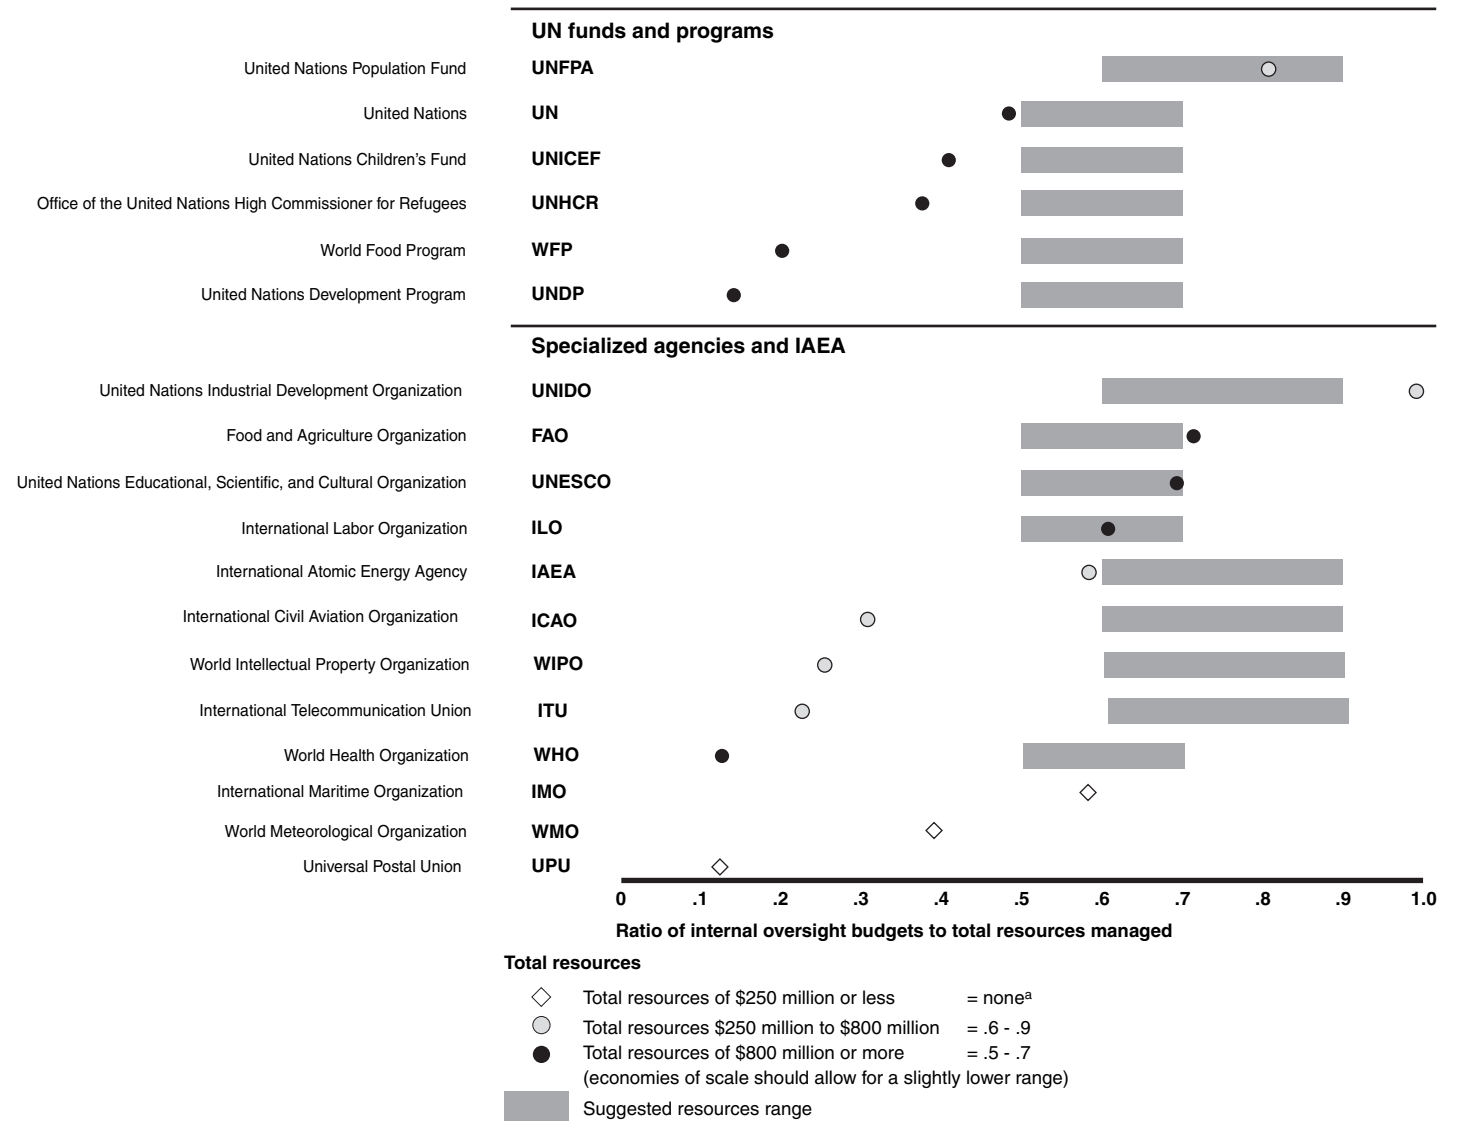 UN funds and programs
United Nations Population Fund UNFPA
United Nations UN
United Nations Children’s Fund UNICEF
Office of the United Nations High Commissioner for Refugees UNHCR
World Food Program WFP
United Nations Development Program UNDP
Specialized agencies and IAEA
United Nations Industrial Development Organization UNIDO
Food and Agriculture Organization FAO
United Nations Educational, Scientific, and Cultural Organization UNESCO
International Labor Organization ILO
International Atomic Energy Agency IAEA
International Civil Aviation Organization ICAO
World Intellectual Property Organization WIPO
International Telecommunication Union ITU
World Health Organization WHO
International Maritime Organization IMO
World Meteorological Organization WMO
Universal Postal Union UPU
0 .1 .2 .3 .4 .5 .6 .7 .8 .9 1.0
Ratio of internal oversight budgets to total resources managed
Total resources
Total resources of $250 million or less = noneᵃ
Total resources $250 million to $800 million = .6 - .9
Total resources of $800 million or more = .5 - .7
(economies of scale should allow for a slightly lower range)
Suggested resources range